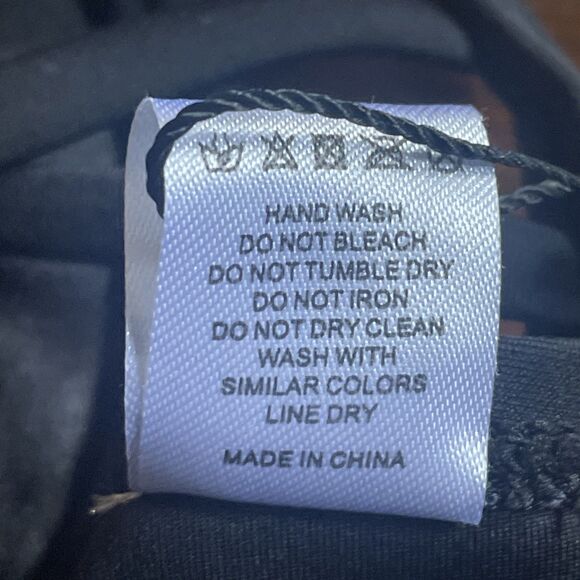 HAND WASH
DO NOT BLEACH
DO NOT TUMBLE DRY
DO NOT IRON
DO NOT DRY CLEAN
WASH WITH
SIMILAR COLORS
LINE DRY
MADE IN CHINA